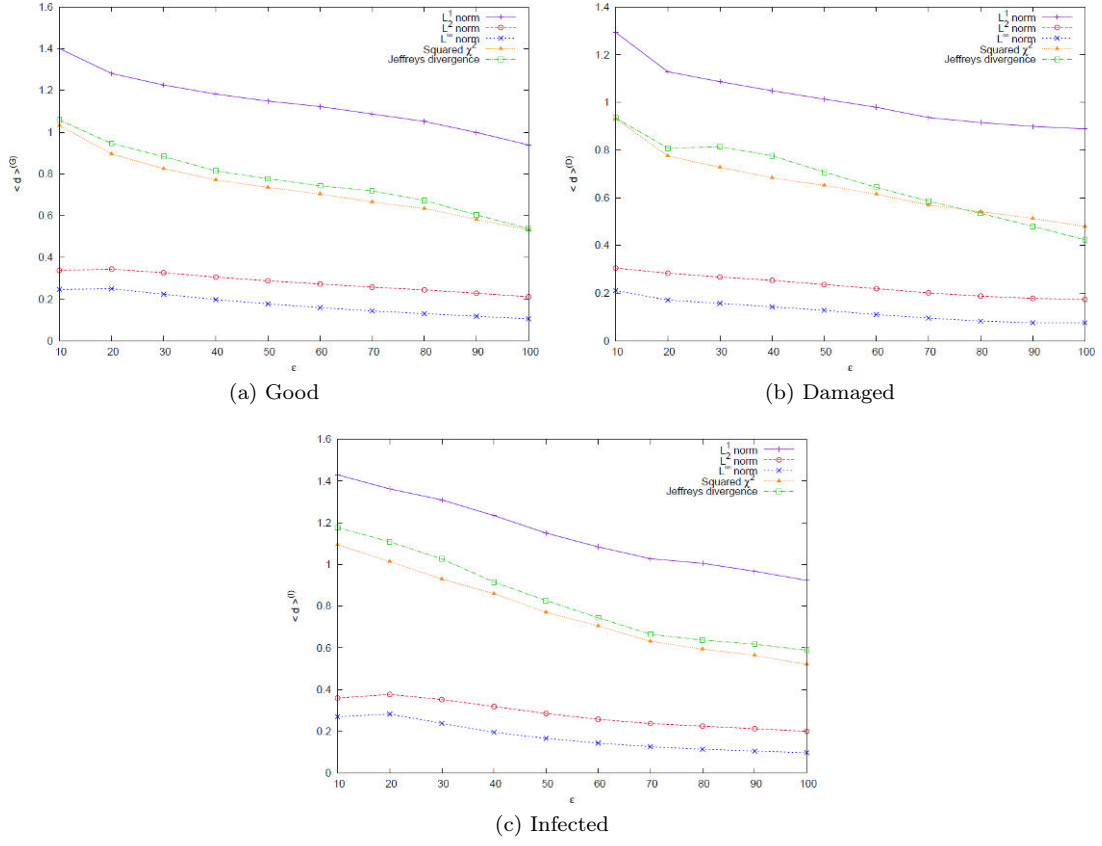 1.6
1.4
1.2
1
0.8
0.6
0.4
0.2
0
10 20 30 40 50 60 70 80 90 100
ε
< d >(G)
L1 norm
L2 norm
L∞ norm
Squared χ2
Jeffreys divergence
(a) Good
1.4
1.2
1
0.8
0.6
0.4
0.2
0
10 20 30 40 50 60 70 80 90 100
ε
< d >(D)
L1 norm
L2 norm
L∞ norm
Squared χ2
Jeffreys divergence
(b) Damaged
1.6
1.4
1.2
1
0.8
0.6
0.4
0.2
0
10 20 30 40 50 60 70 80 90 100
ε
< d >(I)
L1 norm
L2 norm
L∞ norm
Squared χ2
Jeffreys divergence
(c) Infected